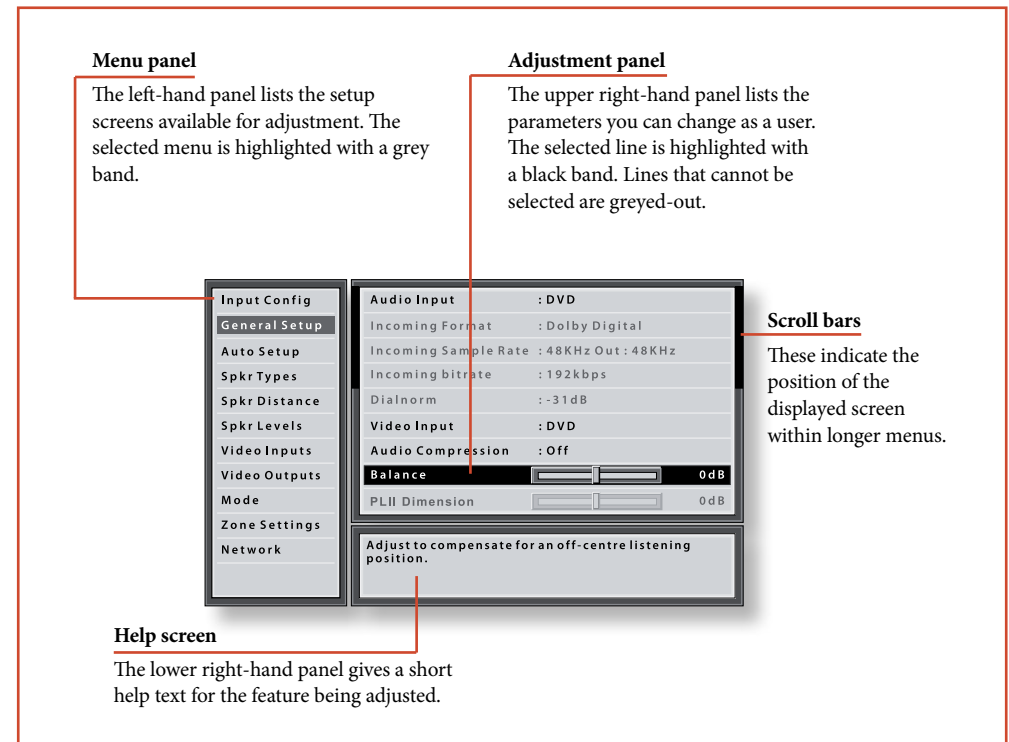 Menu panel
The left-hand panel lists the setup
screens available for adjustment. The
selected menu is highlighted with a grey
band.
Adjustment panel
The upper right-hand panel lists the
parameters you can change as a user.
The selected line is highlighted with
a black band. Lines that cannot be
selected are greyed-out.
Input Config
General Setup
Auto Setup
Spkr Types
Spkr Distance
Spkr Levels
Video Inputs
Video Outputs
Mode
Zone Settings
Network
Audio Input : DVD
Incoming Format : Dolby Digital
Incoming Sample Rate : 48KHz Out : 48KHz
Incoming bitrate : 192kbps
Dialnorm : -31dB
Video Input : DVD
Audio Compression : Off
Balance 0dB
PLII Dimension 0dB
Adjust to compensate for an off-centre listening
position.
Scroll bars
These indicate the
position of the
displayed screen
within longer menus.
Help screen
The lower right-hand panel gives a short
help text for the feature being adjusted.